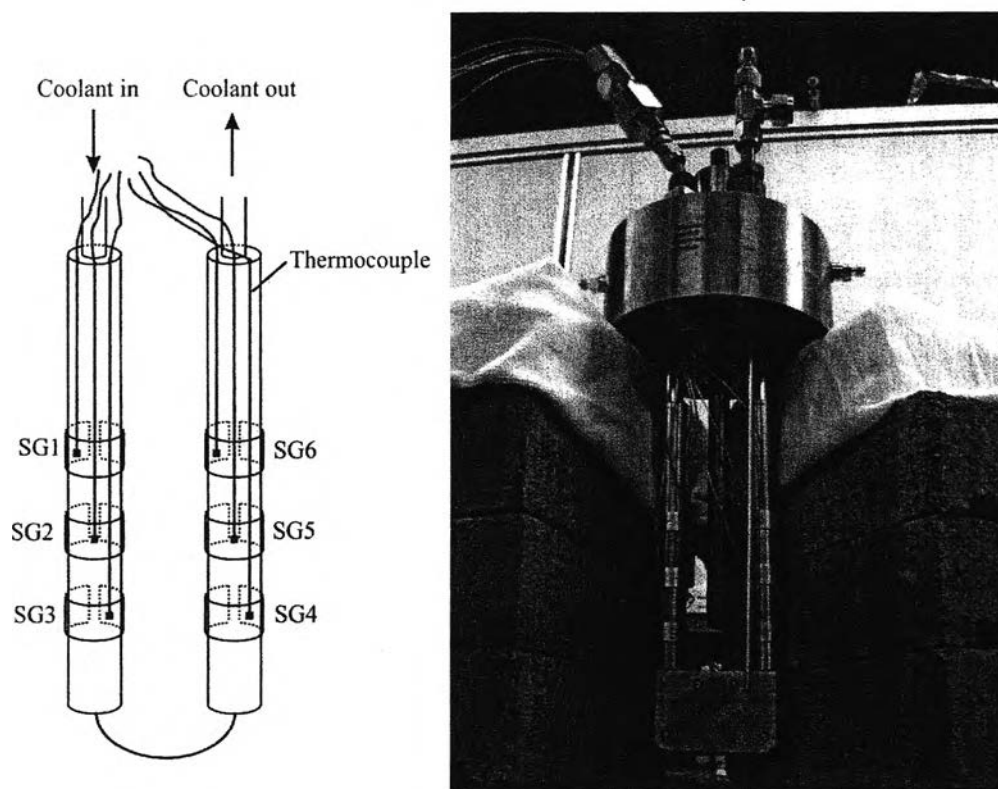 Coolant in
Coolant out
Thermocouple
SG1
SG6
SG2
SG5
SG3
SG4